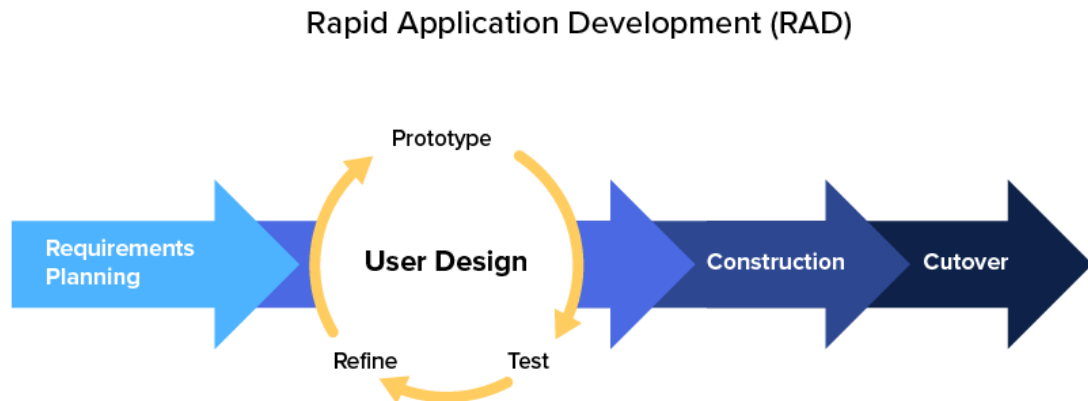 Rapid Application Development (RAD)
Prototype
Requirements
Planning
User Design
Construction
Cutover
Refine
Test